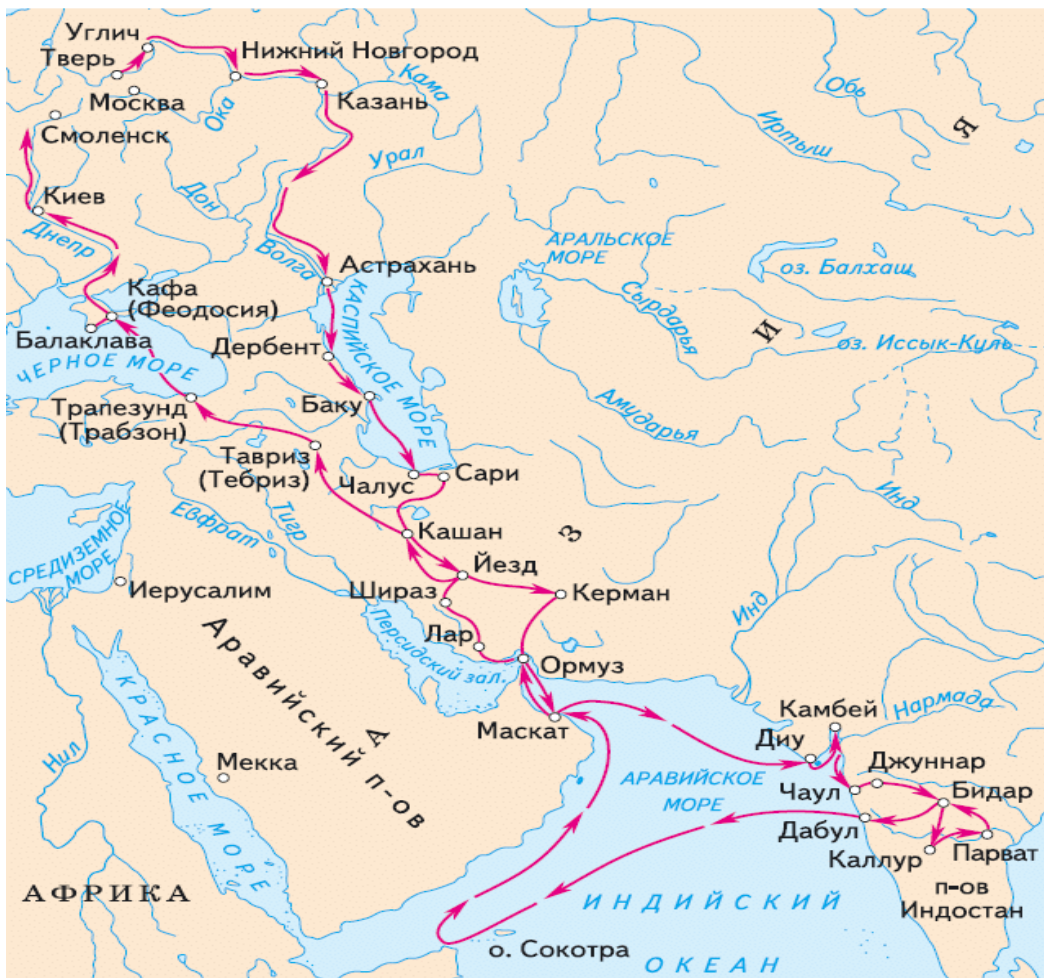 Углич
Тверь
Нижний Новгород
Москва
Ока
Казань
Кама
Смоленск
Обь
Иртыш
Я
Урал
Киев
Дон
Днепр
Волга
Астрахань
АРАЛЬСКОЕ
МОРЕ
оз. Балхаш
Кафа
(Феодосия)
КАСПИЙСКОЕ МОРЕ
Сырдарья
И
Балаклава
Дербент
оз. Иссык-Куль
ЧЕРНОЕ МОРЕ
Баку
Амударья
Трапезунд
(Трабзон)
Тавриз
(Тебриз)
Чалус
Сари
Тигр
Евфрат
Инд
СРЕДИЗЕМНОЕ
МОРЕ
Кашан
З
Йезд
Иерусалим
Шираз
Керман
Инд
Лар
Персидский зал.
Ормуз
Аравийский п-ов
КРАСНОЕ МОРЕ
Нил
Маскат
А
Камбей
Нармада
Диу
Джуннар
Мекка
АРАВИЙСКОЕ
МОРЕ
Чаул
Бидар
Дабул
Каллур
Парват
АФРИКА
п-ов
Индостан
ИНДИЙСКИЙ
о. Сокотра
ОКЕАН